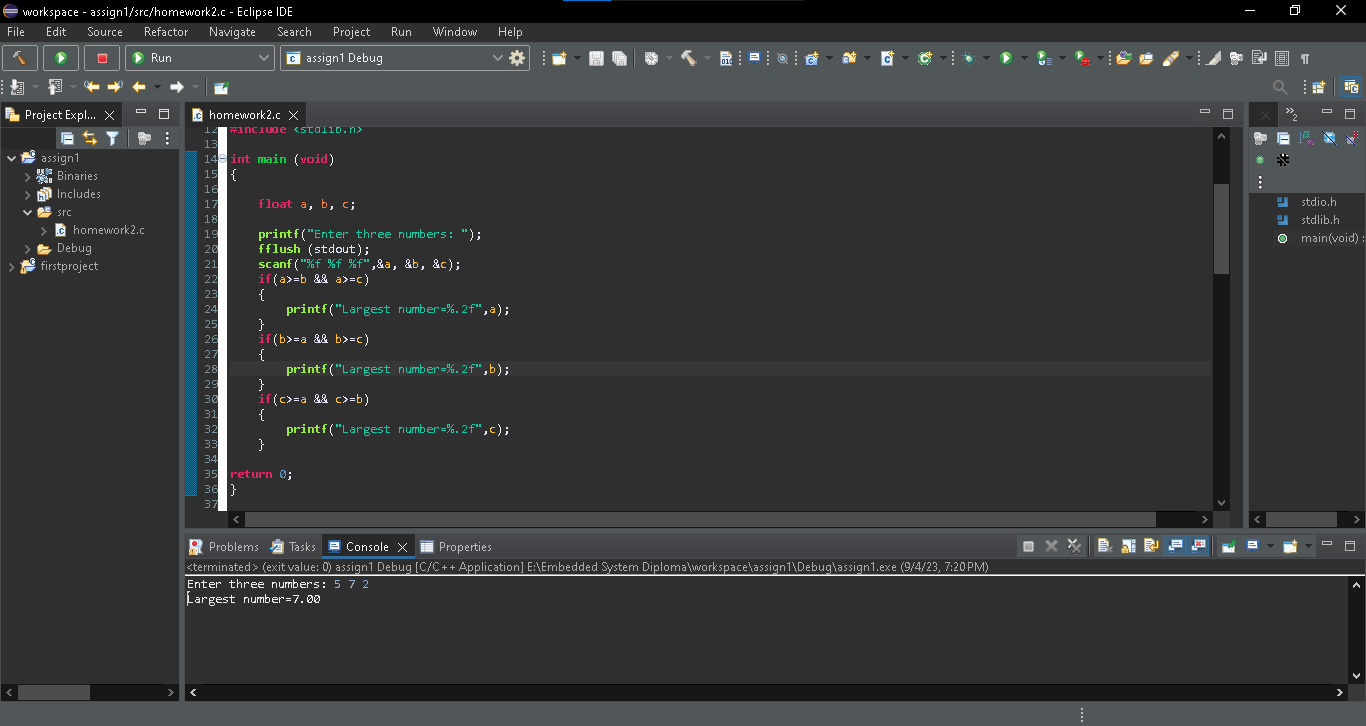 workspace - assign1/src/homework2.c - Eclipse IDE
File Edit Source Refactor Navigate Search Project Run Window Help
Run assign1 Debug
Project Expl... homework2.c
assign1
Binaries
Includes
src
homework2.c
Debug
firstproject
12 #include <stdlib.h>
13
14 int main (void)
15 {
16
17 float a, b, c;
18
19 printf("Enter three numbers: ");
20 fflush (stdout);
21 scanf("%f %f %f",&a, &b, &c);
22 if(a>=b && a>=c)
23 {
24 printf("Largest number=%.2f",a);
25 }
26 if(b>=a && b>=c)
27 {
28 printf("Largest number=%.2f",b);
29 }
30 if(c>=a && c>=b)
31 {
32 printf("Largest number=%.2f",c);
33 }
34
35 return 0;
36 }
37
2
stdio.h
stdlib.h
main(void) :
Problems Tasks Console Properties
<terminated> (exit value: 0) assign1 Debug [C/C++ Application] E:\Embedded System Diploma\workspace\assign1\Debug\assign1.exe (9/4/23, 7:20 PM)
Enter three numbers: 5 7 2
Largest number=7.00